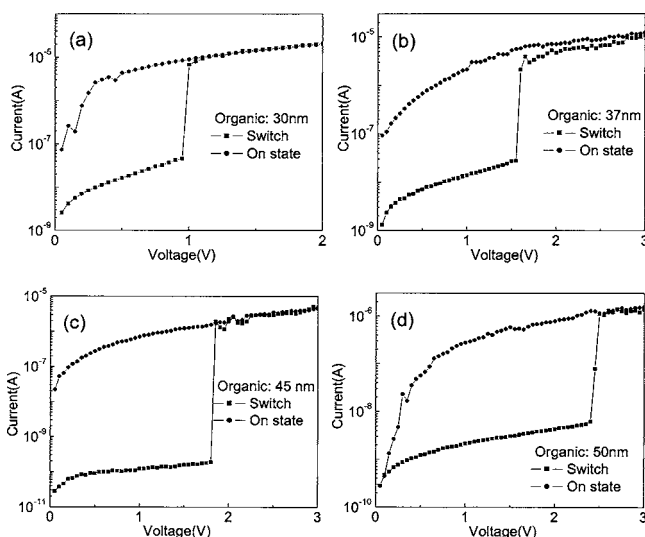 (a)
10⁻⁵
10⁻⁷
10⁻⁹
Current(A)
Organic: 30nm
Switch
On state
0 1 2
Voltage(V)
(b)
10⁻⁵
10⁻⁷
10⁻⁹
Current(A)
Organic: 37nm
Switch
On state
0 1 2 3
Voltage(V)
(c)
10⁻⁵
10⁻⁷
10⁻⁹
10⁻¹¹
Current(A)
Organic: 45 nm
Switch
On state
0 1 2 3
Voltage(V)
(d)
10⁻⁶
10⁻⁸
10⁻¹⁰
Current(A)
Organic: 50nm
Switch
On state
0 1 2 3
Voltage(V)